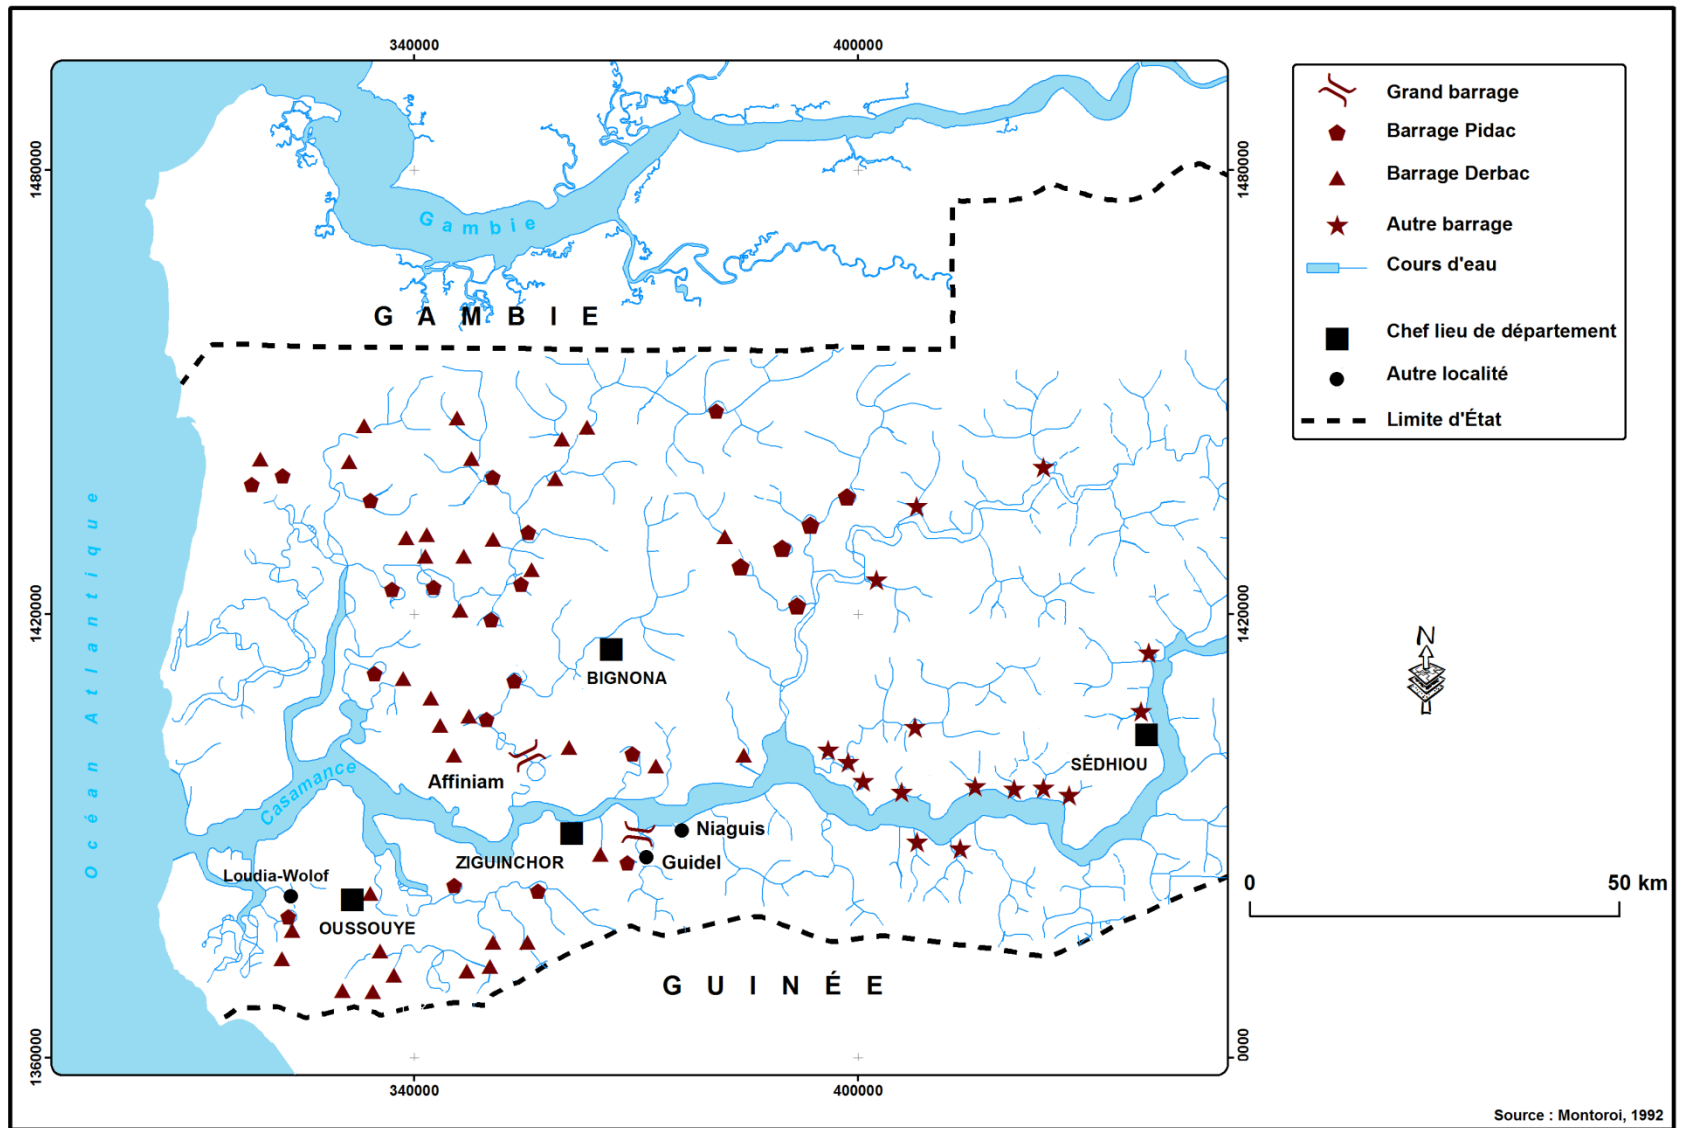 340000
400000
1480000
1480000
Gambie
GAMBIE
Océan Atlantique
1420000
1420000
BIGNONA
SÉDHIOU
Affiniam
Casamance
Niaguis
ZIGUINCHOR
Guidel
Loudia-Wolof
OUSSOUYE
GUINÉE
1360000
0000
340000
400000
Grand barrage
Barrage Pidac
Barrage Derbac
Autre barrage
Cours d'eau
Chef lieu de département
Autre localité
Limite d'État
N
0 50 km
Source : Montoroi, 1992